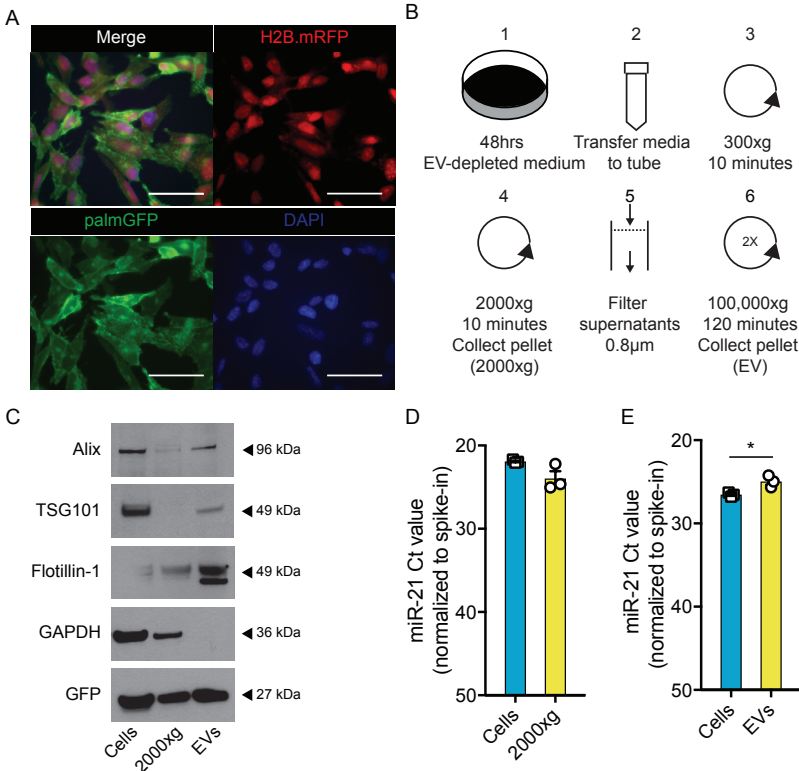 A
Merge
H2B.mRFP
palmGFP
DAPI
B
1
48hrs
EV-depleted medium
2
Transfer media
to tube
3
300xg
10 minutes
4
2000xg
10 minutes
Collect pellet
(2000xg)
5
Filter
supernatants
0.8μm
6
2X
100,000xg
120 minutes
Collect pellet
(EV)
C
Alix
96 kDa
TSG101
49 kDa
Flotillin-1
49 kDa
GAPDH
36 kDa
GFP
27 kDa
Cells
2000xg
EVs
D
miR-21 Ct value
(normalized to spike-in)
20
30
40
50
Cells
2000xg
E
miR-21 Ct value
(normalized to spike-in)
20
30
40
50
*
Cells
EVs